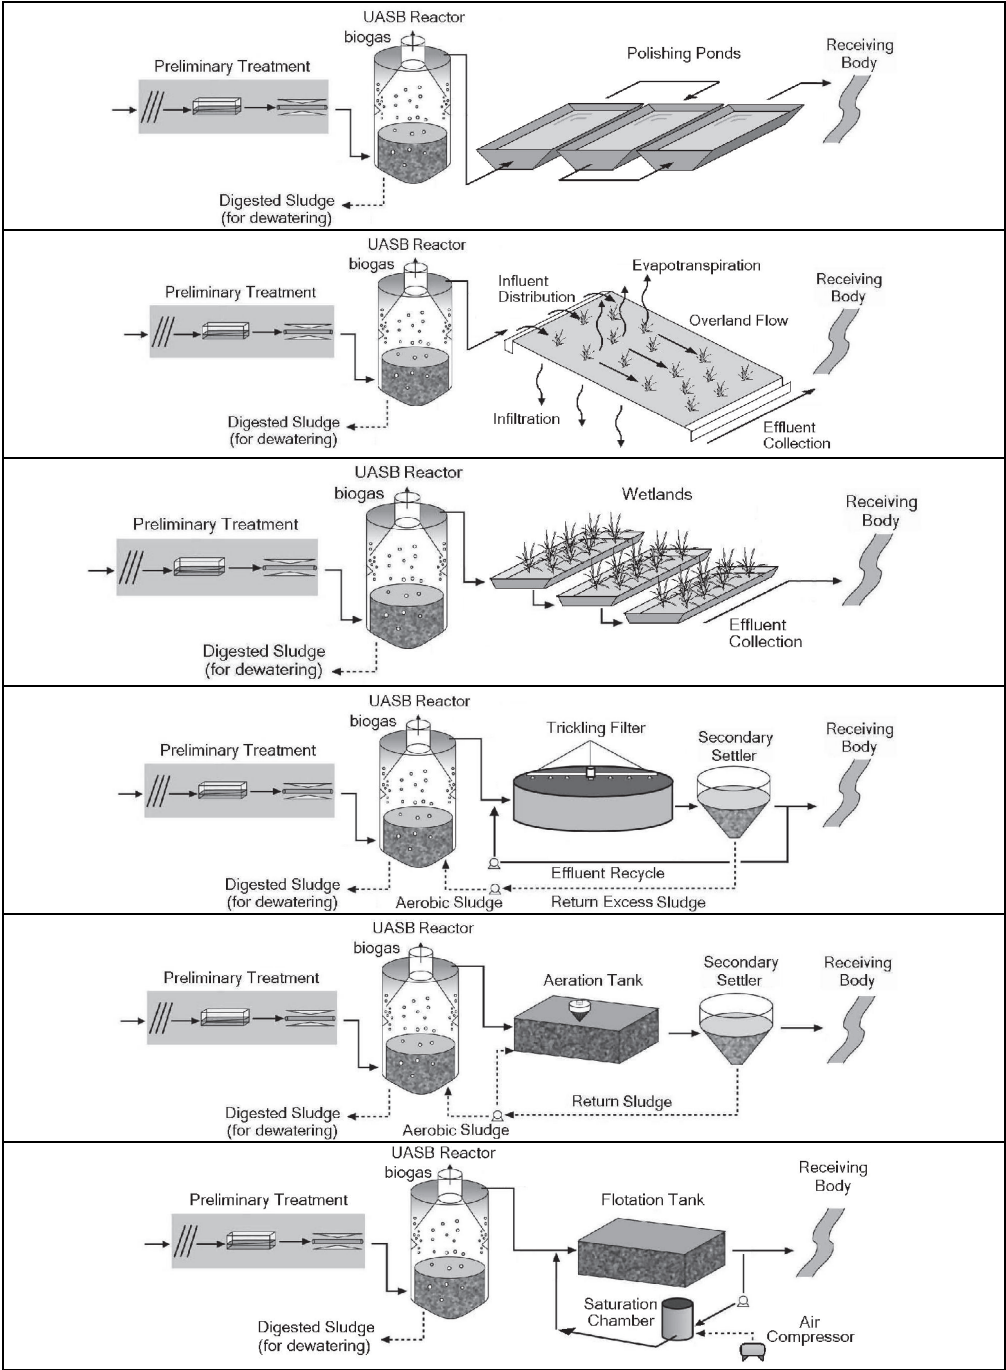 UASB Reactor
biogas
Preliminary Treatment
Polishing Ponds
Receiving
Body
Digested Sludge
(for dewatering)
UASB Reactor
biogas
Preliminary Treatment
Influent
Distribution
Evapotranspiration
Overland Flow
Receiving
Body
Infiltration
Digested Sludge
(for dewatering)
Effluent
Collection
UASB Reactor
biogas
Preliminary Treatment
Wetlands
Receiving
Body
Effluent
Collection
Digested Sludge
(for dewatering)
UASB Reactor
biogas
Preliminary Treatment
Trickling Filter
Secondary
Settler
Receiving
Body
Effluent Recycle
Digested Sludge
(for dewatering)
Aerobic Sludge
Return Excess Sludge
UASB Reactor
biogas
Preliminary Treatment
Aeration Tank
Secondary
Settler
Receiving
Body
Return Sludge
Digested Sludge
(for dewatering)
Aerobic Sludge
UASB Reactor
biogas
Preliminary Treatment
Flotation Tank
Receiving
Body
Saturation
Chamber
Air
Compressor
Digested Sludge
(for dewatering)